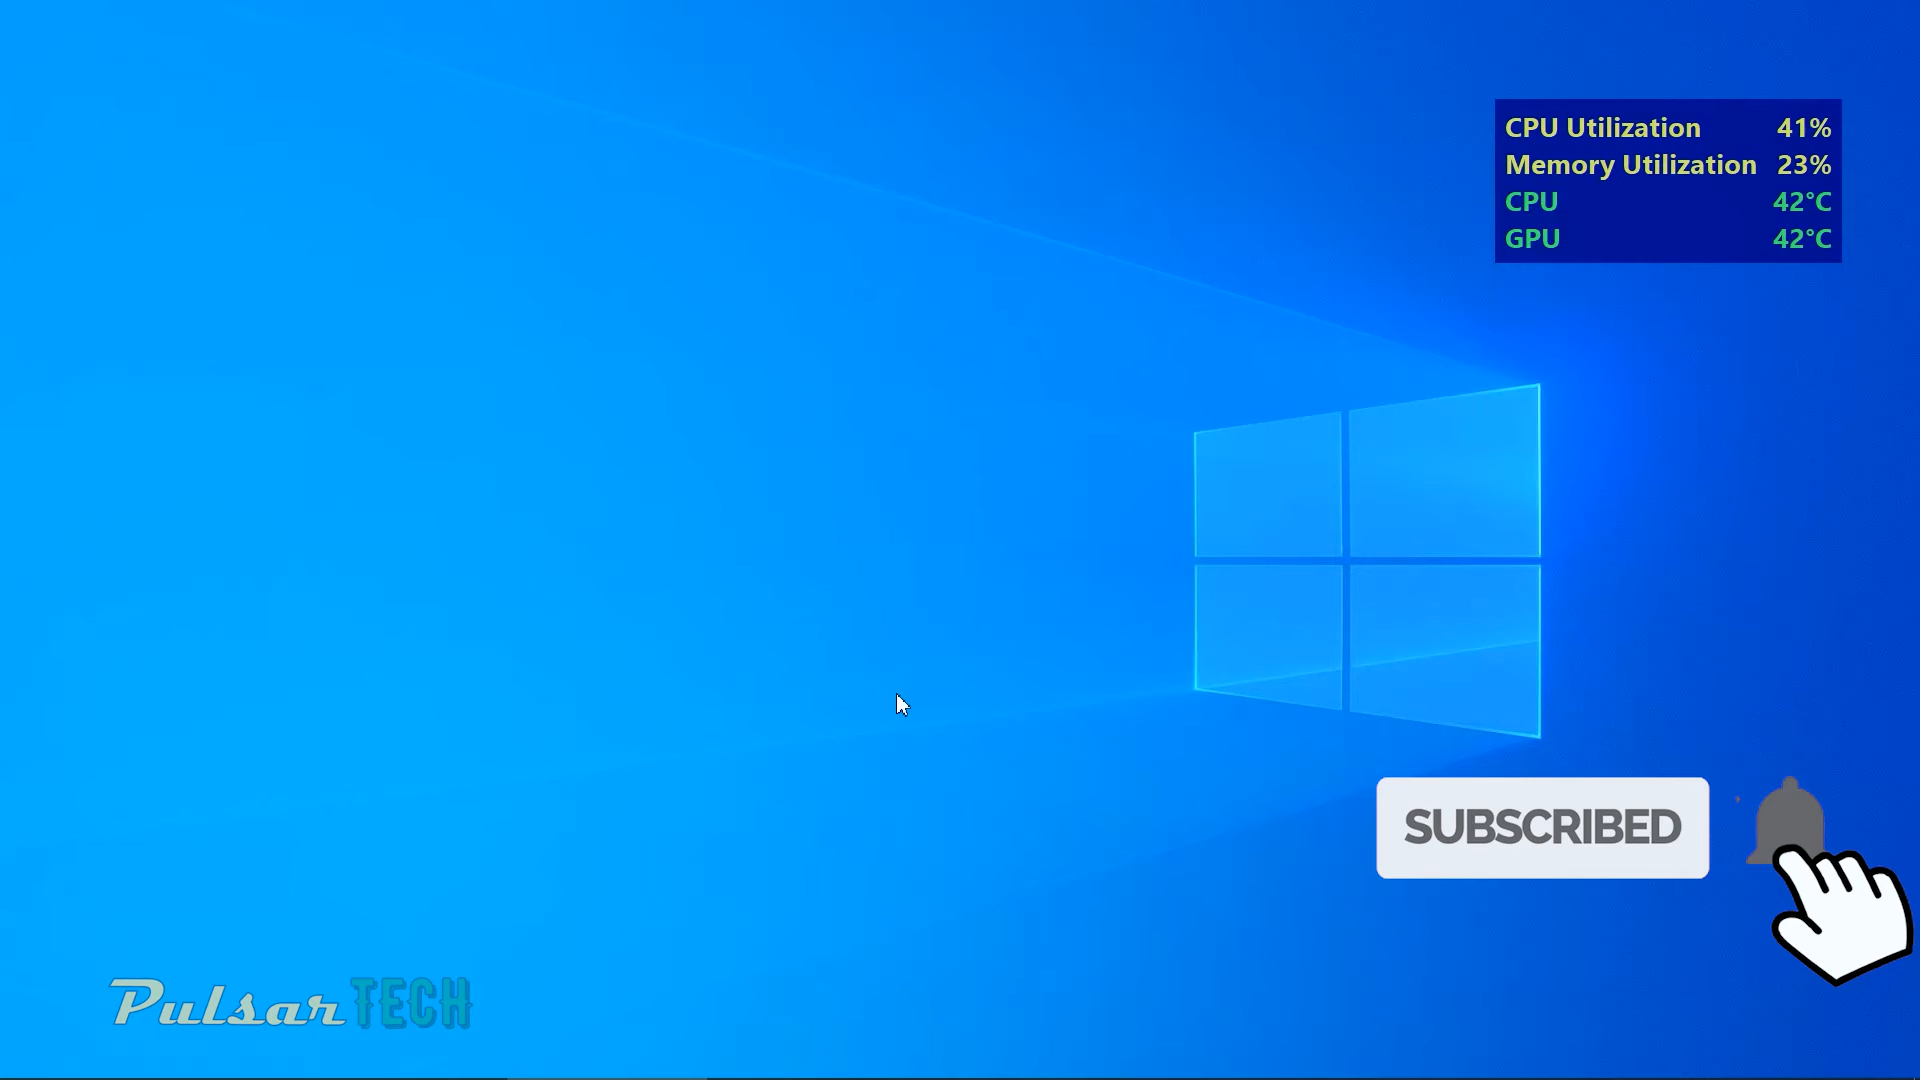 CPU Utilization 41%
Memory Utilization 23%
CPU 42°C
GPU 42°C
SUBSCRIBED
PulsarTECH